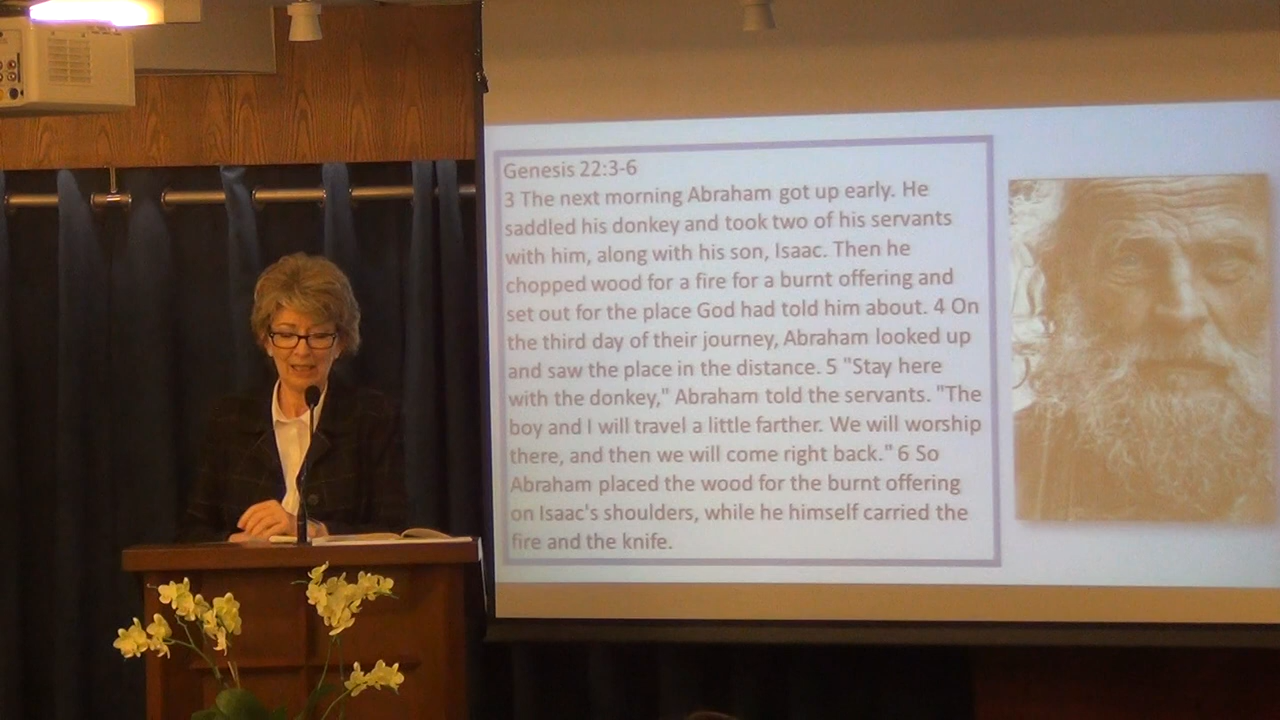 Genesis 22:3-6
3 The next morning Abraham got up early. He
saddled his donkey and took two of his servants
with him, along with his son, Isaac. Then he
chopped wood for a fire for a burnt offering and
set out for the place God had told him about. 4 On
the third day of their journey, Abraham looked up
and saw the place in the distance. 5 "Stay here
with the donkey," Abraham told the servants. "The
boy and I will travel a little farther. We will worship
there, and then we will come right back." 6 So
Abraham placed the wood for the burnt offering
on Isaac's shoulders, while he himself carried the
fire and the knife.